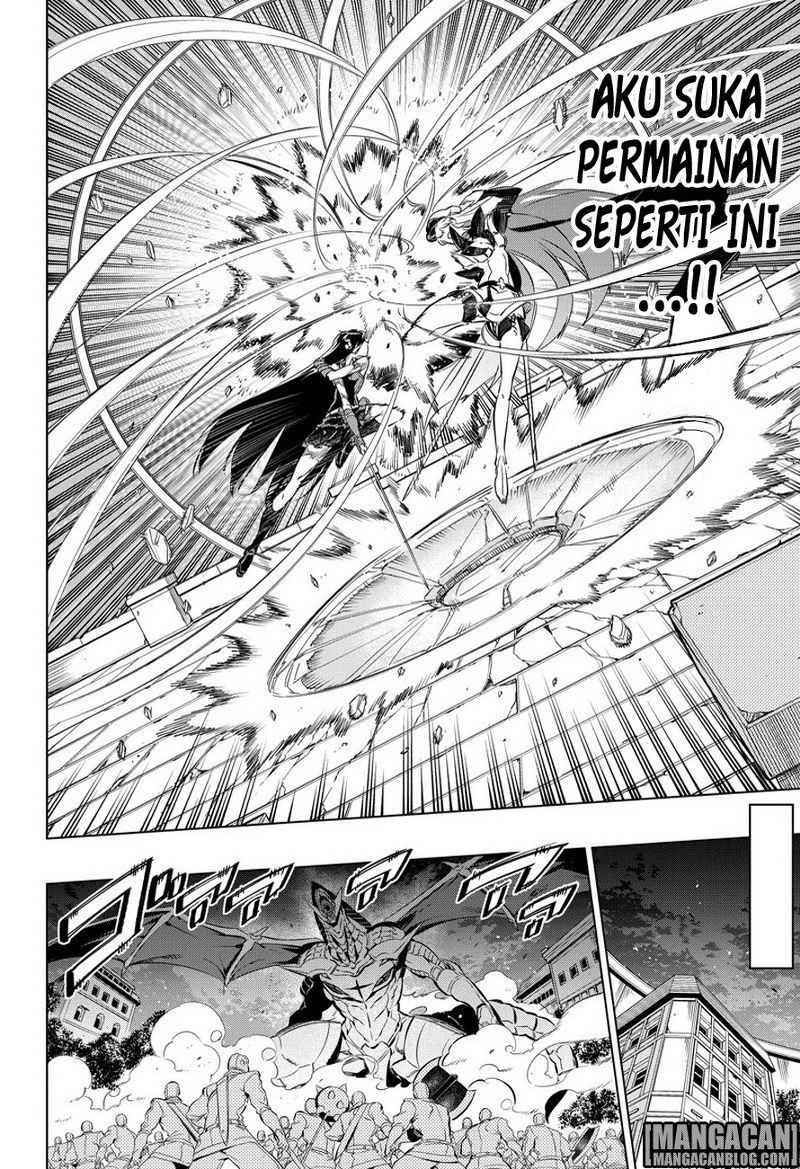 AKU SUKA
PERMAINAN
SEPERTI INI
...!!
[MANGACAN]
MANGACANBLOG.COM